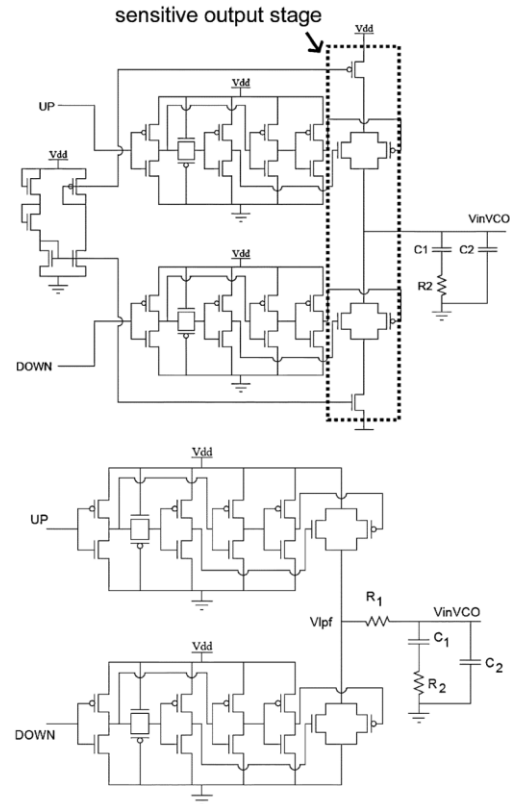 sensitive output stage
Vdd
Vdd
UP
Vdd
VinVCO
C1
C2
R2
Vdd
DOWN
Vdd
UP
R1
VinVCO
Vlpf
C1
C2
R2
Vdd
DOWN